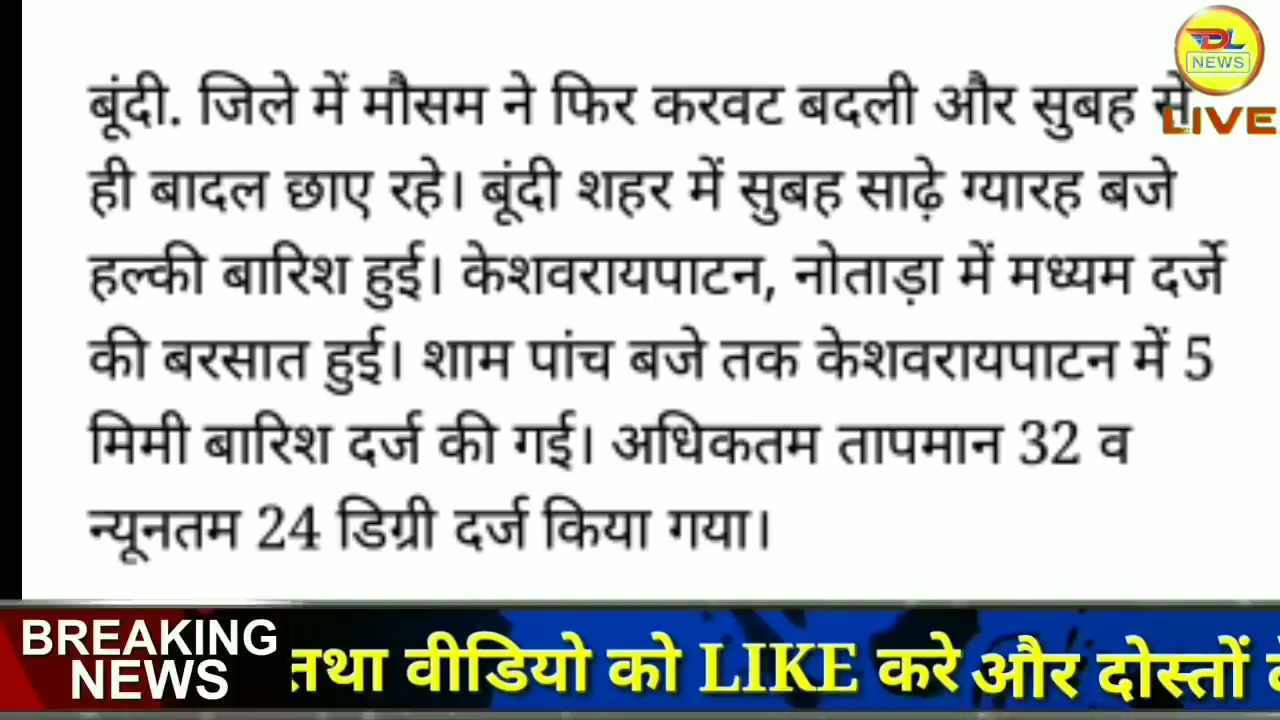 DL
NEWS
LIVE
बूंदी. जिले में मौसम ने फिर करवट बदली और सुबह से
ही बादल छाए रहे। बूंदी शहर में सुबह साढ़े ग्यारह बजे
हल्की बारिश हुई। केशवरायपाटन, नोताड़ा में मध्यम दर्जे
की बरसात हुई। शाम पांच बजे तक केशवरायपाटन में 5
मिमी बारिश दर्ज की गई। अधिकतम तापमान 32 व
न्यूनतम 24 डिग्री दर्ज किया गया।
BREAKING
NEWS
तथा वीडियो को LIKE करे और दोस्तों